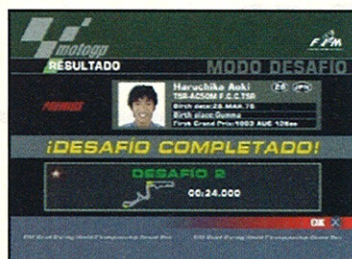 motogp
FIM
RESULTADO
MODO DESAFÍO
Haruchika Aoki
TSR-AC50M F.C.C.TSR
Birth date:28.MAR.76
Birth place:Gunma
First Grand Prix:1993 AUS 125cc
¡DESAFÍO COMPLETADO!
DESAFÍO 2
00:24.000
OK X